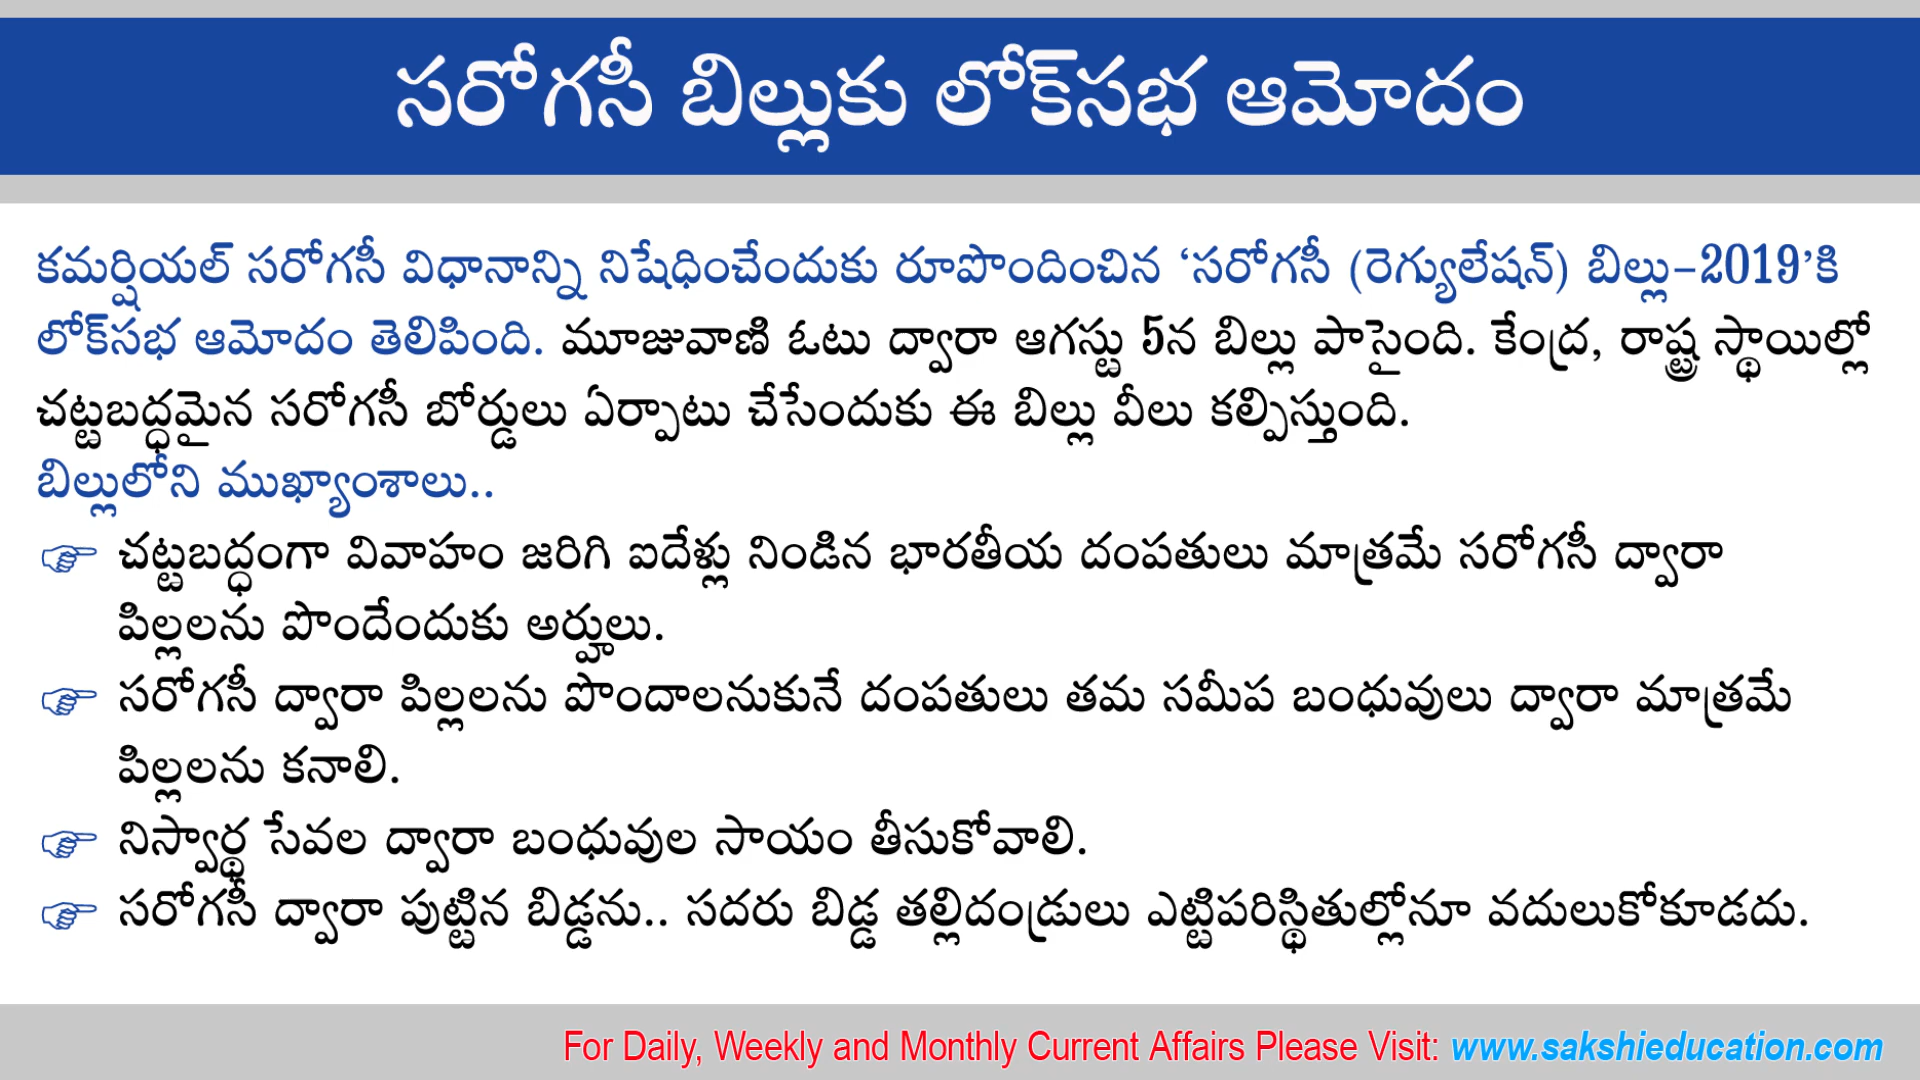 సరోగసీ బిల్లుకు లోక్‌సభ ఆమోదం
కమర్షియల్ సరోగసీ విధానాన్ని నిషేధించేందుకు రూపొందించిన ‘సరోగసీ (రెగ్యులేషన్) బిల్లు-2019’కి
లోక్‌సభ ఆమోదం తెలిపింది. మూజువాణి ఓటు ద్వారా ఆగస్టు 5న బిల్లు పాసైంది. కేంద్ర, రాష్ట్ర స్థాయిల్లో
చట్టబద్ధమైన సరోగసీ బోర్డులు ఏర్పాటు చేసేందుకు ఈ బిల్లు వీలు కల్పిస్తుంది.
బిల్లులోని ముఖ్యాంశాలు..
☞ చట్టబద్ధంగా వివాహం జరిగి ఐదేళ్లు నిండిన భారతీయ దంపతులు మాత్రమే సరోగసీ ద్వారా
పిల్లలను పొందేందుకు అర్హులు.
☞ సరోగసీ ద్వారా పిల్లలను పొందాలనుకునే దంపతులు తమ సమీప బంధువులు ద్వారా మాత్రమే
పిల్లలను కనాలి.
☞ నిస్వార్థ సేవల ద్వారా బంధువుల సాయం తీసుకోవాలి.
☞ సరోగసీ ద్వారా పుట్టిన బిడ్డను.. సదరు బిడ్డ తల్లిదండ్రులు ఎట్టిపరిస్థితుల్లోనూ వదులుకోకూడదు.
For Daily, Weekly and Monthly Current Affairs Please Visit: www.sakshieducation.com